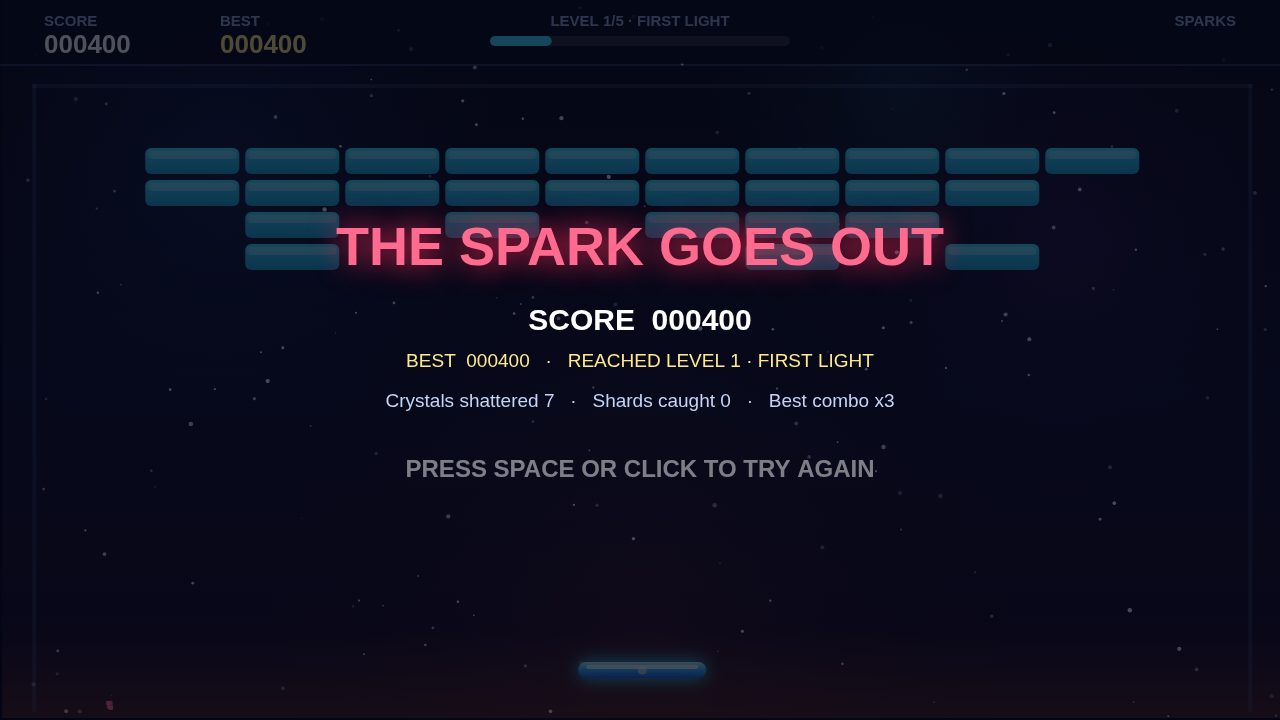 SCORE BEST LEVEL 1/5 · FIRST LIGHT SPARKS
000400 000400
THE SPARK GOES OUT
SCORE 000400
BEST 000400 · REACHED LEVEL 1 · FIRST LIGHT
Crystals shattered 7 · Shards caught 0 · Best combo x3
PRESS SPACE OR CLICK TO TRY AGAIN